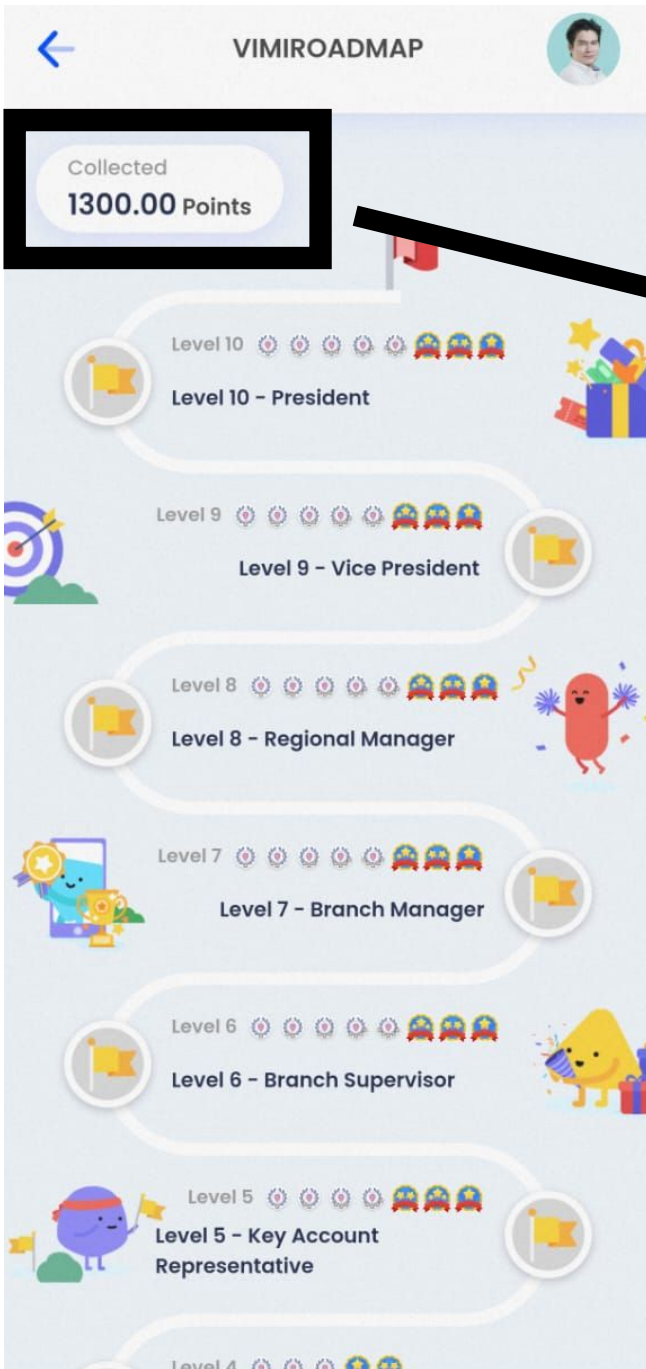 VIMIROADMAP
Collected
1300.00 Points
Level 10
Level 10 - President
Level 9
Level 9 - Vice President
Level 8
Level 8 - Regional Manager
Level 7
Level 7 - Branch Manager
Level 6
Level 6 - Branch Supervisor
Level 5
Level 5 - Key Account
Representative
Level 4